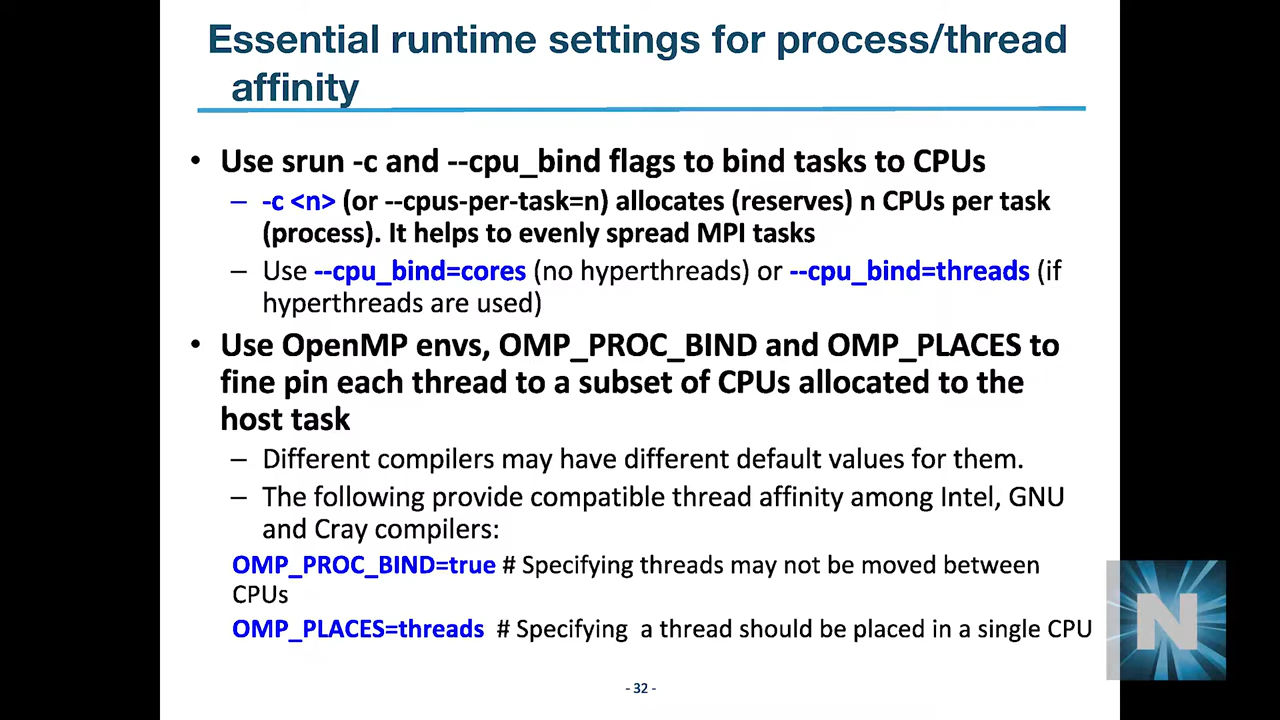 Essential runtime settings for process/thread
affinity
• Use srun -c and --cpu_bind flags to bind tasks to CPUs
– -c <n> (or --cpus-per-task=n) allocates (reserves) n CPUs per task
(process). It helps to evenly spread MPI tasks
– Use --cpu_bind=cores (no hyperthreads) or --cpu_bind=threads (if
hyperthreads are used)
• Use OpenMP envs, OMP_PROC_BIND and OMP_PLACES to
fine pin each thread to a subset of CPUs allocated to the
host task
– Different compilers may have different default values for them.
– The following provide compatible thread affinity among Intel, GNU
and Cray compilers:
OMP_PROC_BIND=true # Specifying threads may not be moved between
CPUs
OMP_PLACES=threads # Specifying a thread should be placed in a single CPU
N
- 32 -